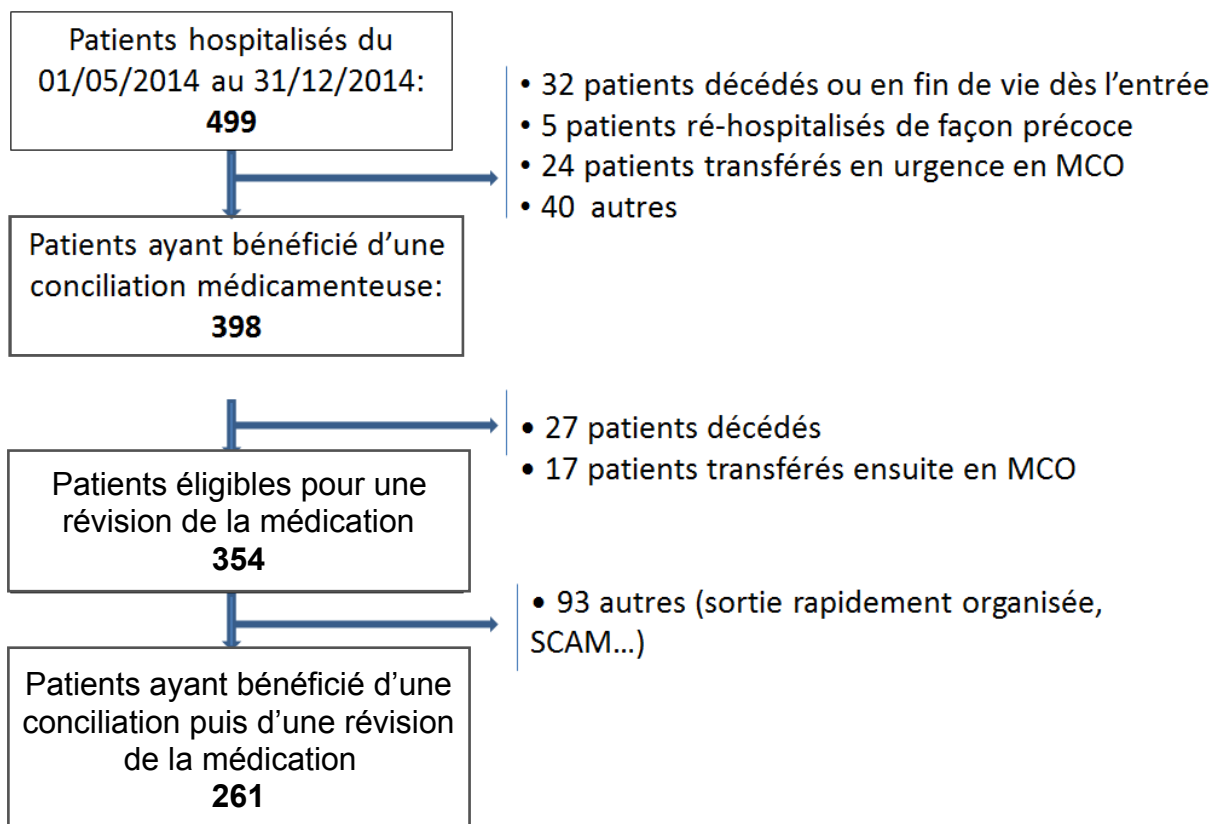 Patients hospitalisés du
01/05/2014 au 31/12/2014:
499
• 32 patients décédés ou en fin de vie dès l’entrée
• 5 patients ré-hospitalisés de façon précoce
• 24 patients transférés en urgence en MCO
• 40 autres
Patients ayant bénéficié d’une
conciliation médicamenteuse:
398
• 27 patients décédés
• 17 patients transférés ensuite en MCO
Patients éligibles pour une
révision de la médication
354
• 93 autres (sortie rapidement organisée,
SCAM…)
Patients ayant bénéficié d’une
conciliation puis d’une révision
de la médication
261